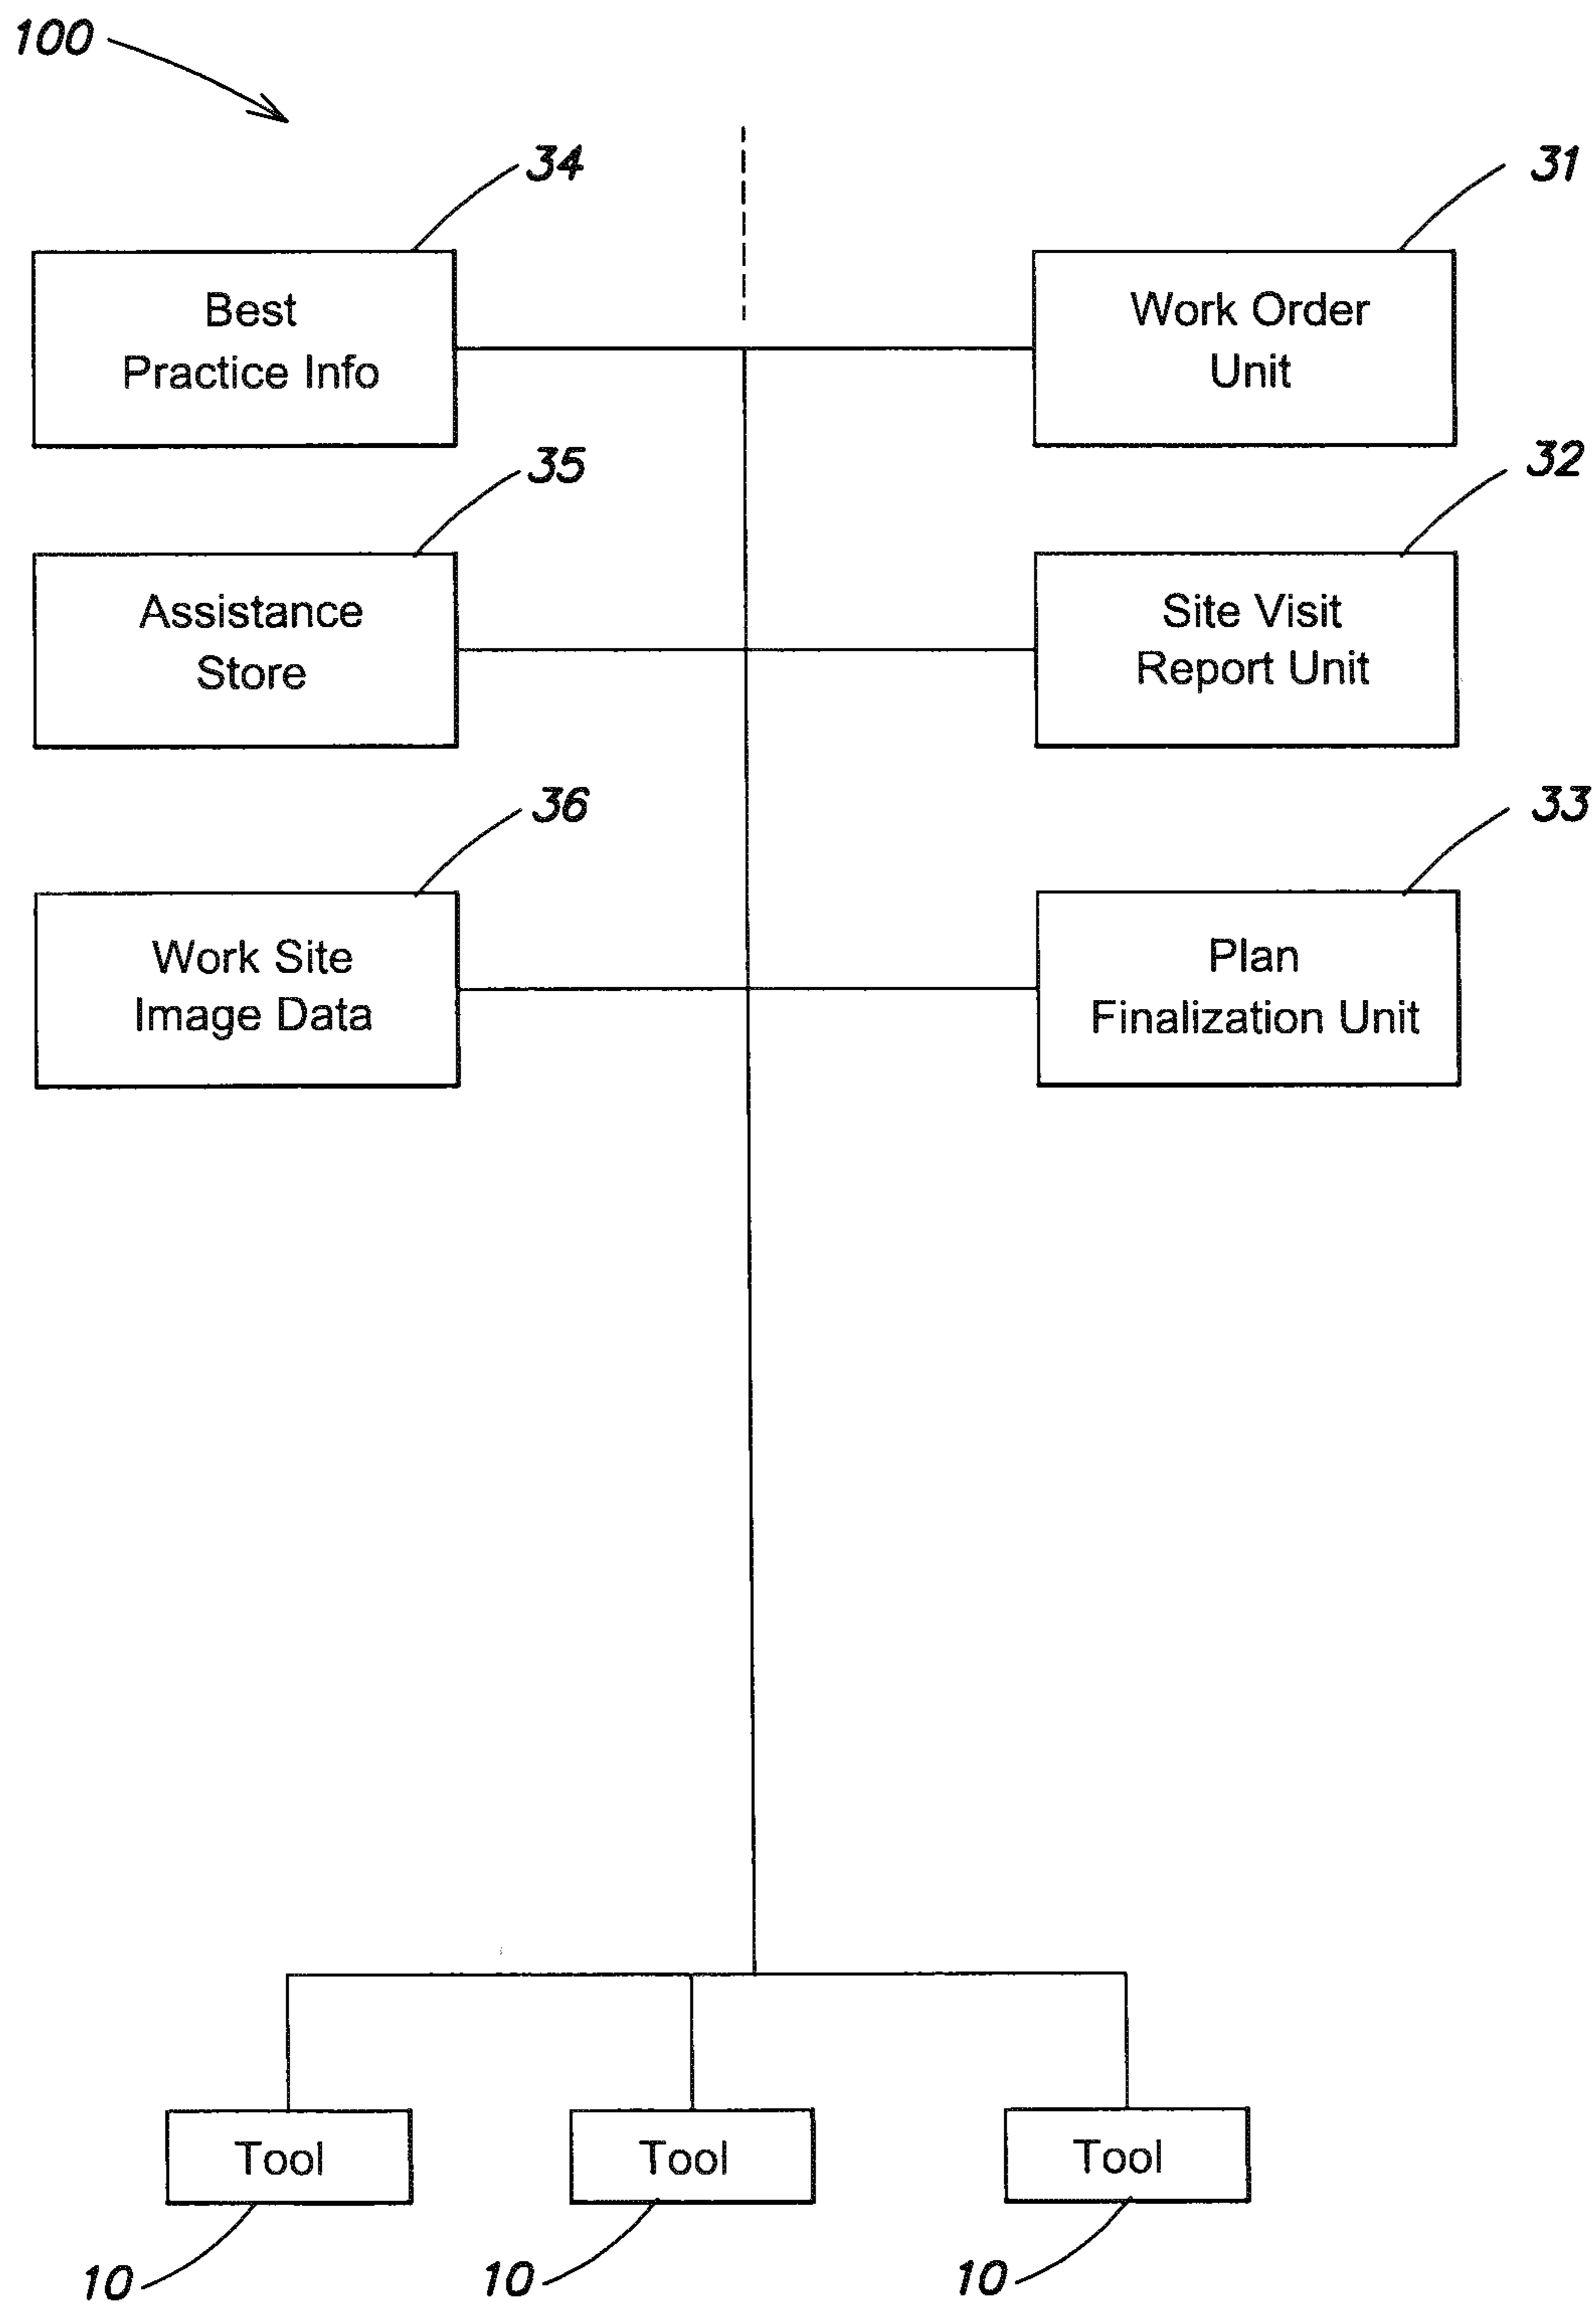 100
34
31
Best
Practice Info
Work Order
Unit
35
32
Assistance
Store
Site Visit
Report Unit
36
33
Work Site
Image Data
Plan
Finalization Unit
Tool
Tool
Tool
10
10
10